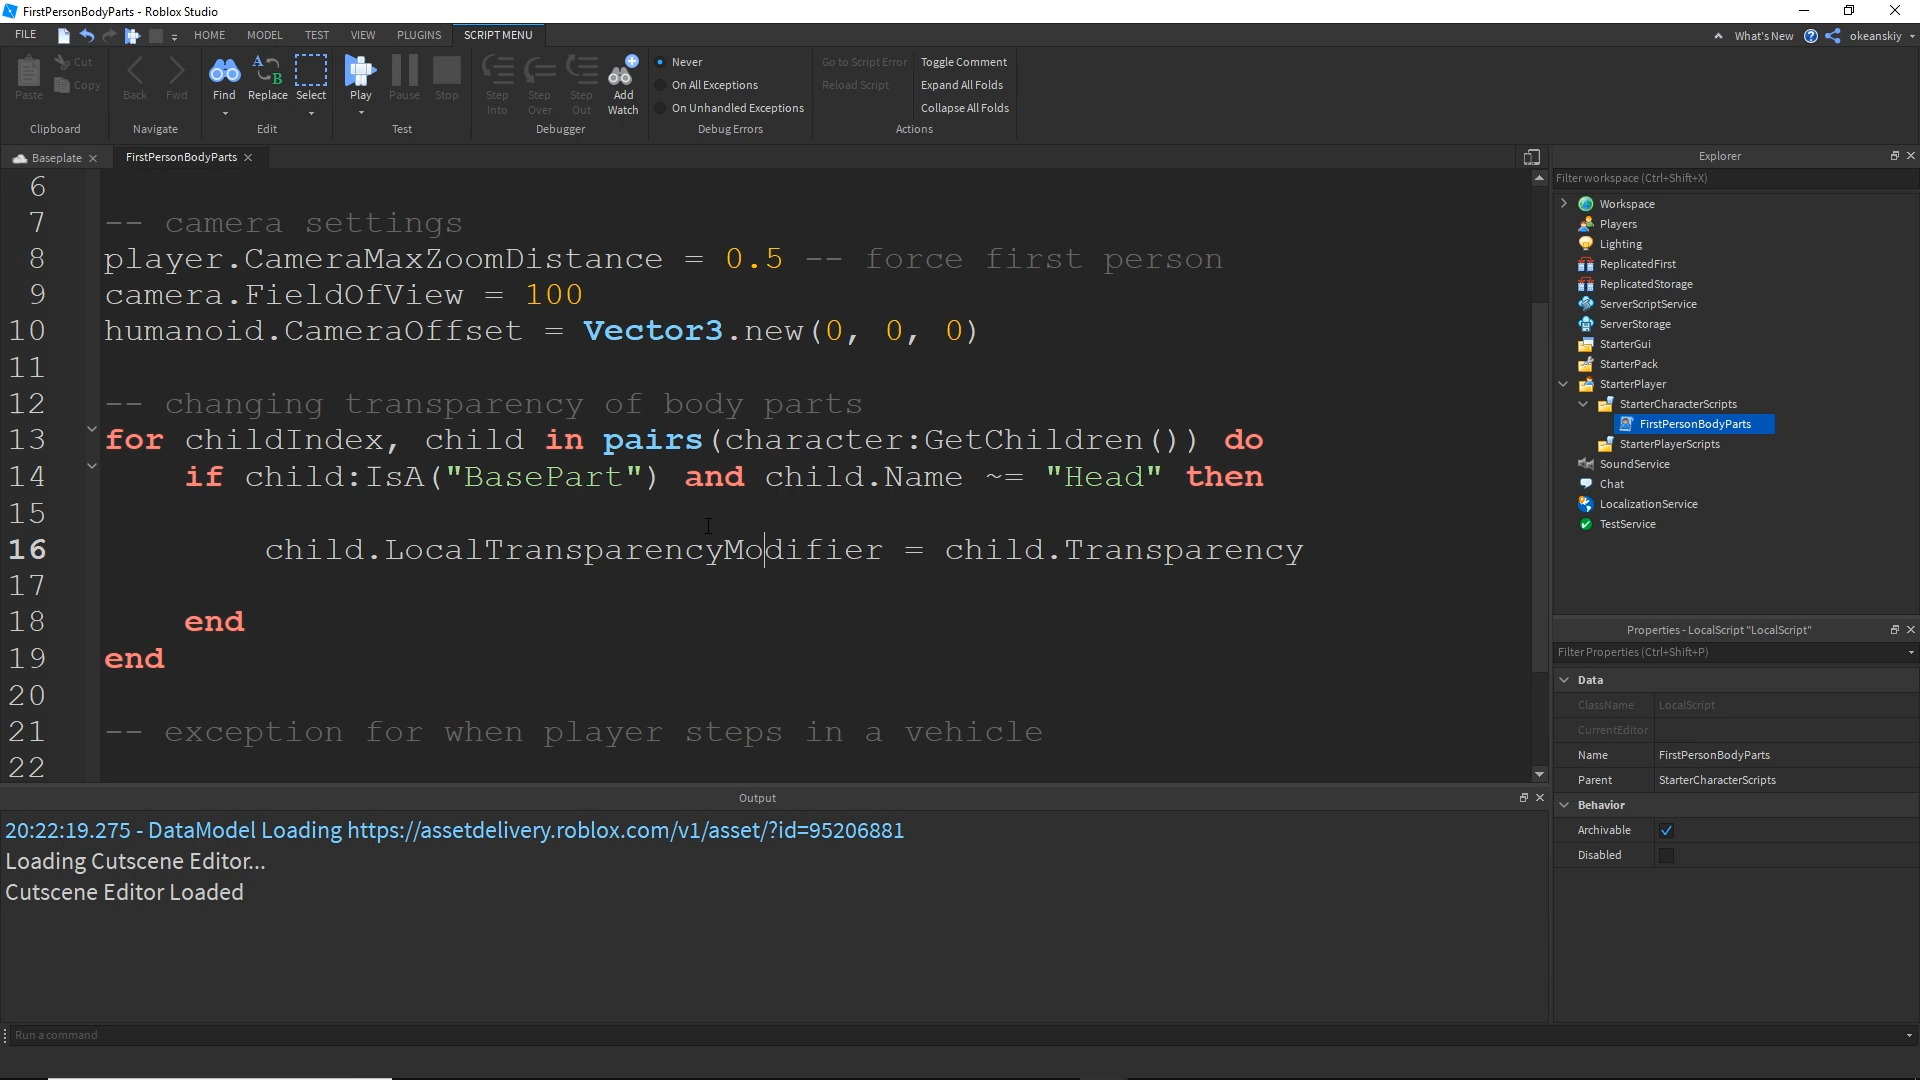 FirstPersonBodyParts - Roblox Studio
FILE HOME MODEL TEST VIEW PLUGINS SCRIPT MENU What's New okeanskiy
Paste Cut Copy
Back Fwd
Find Replace Select
Play Pause Stop
Step Into Step Over Step Out Add Watch
Never
On All Exceptions
On Unhandled Exceptions
Go to Script Error
Reload Script
Toggle Comment
Expand All Folds
Collapse All Folds
Clipboard Navigate Edit Test Debugger Debug Errors Actions
Baseplate FirstPersonBodyParts
6
7 -- camera settings
8 player.CameraMaxZoomDistance = 0.5 -- force first person
9 camera.FieldOfView = 100
10 humanoid.CameraOffset = Vector3.new(0, 0, 0)
11
12 -- changing transparency of body parts
13 for childIndex, child in pairs(character:GetChildren()) do
14 if child:IsA("BasePart") and child.Name ~= "Head" then
15
16 child.LocalTransparencyModifier = child.Transparency
17
18 end
19 end
20
21 -- exception for when player steps in a vehicle
22
Output
20:22:19.275 - DataModel Loading https://assetdelivery.roblox.com/v1/asset/?id=95206881
Loading Cutscene Editor...
Cutscene Editor Loaded
Run a command
Explorer
Filter workspace (Ctrl+Shift+X)
Workspace
Players
Lighting
ReplicatedFirst
ReplicatedStorage
ServerScriptService
ServerStorage
StarterGui
StarterPack
StarterPlayer
StarterCharacterScripts
FirstPersonBodyParts
StarterPlayerScripts
SoundService
Chat
LocalizationService
TestService
Properties - LocalScript "LocalScript"
Filter Properties (Ctrl+Shift+P)
Data
ClassName LocalScript
CurrentEditor
Name FirstPersonBodyParts
Parent StarterCharacterScripts
Behavior
Archivable
Disabled